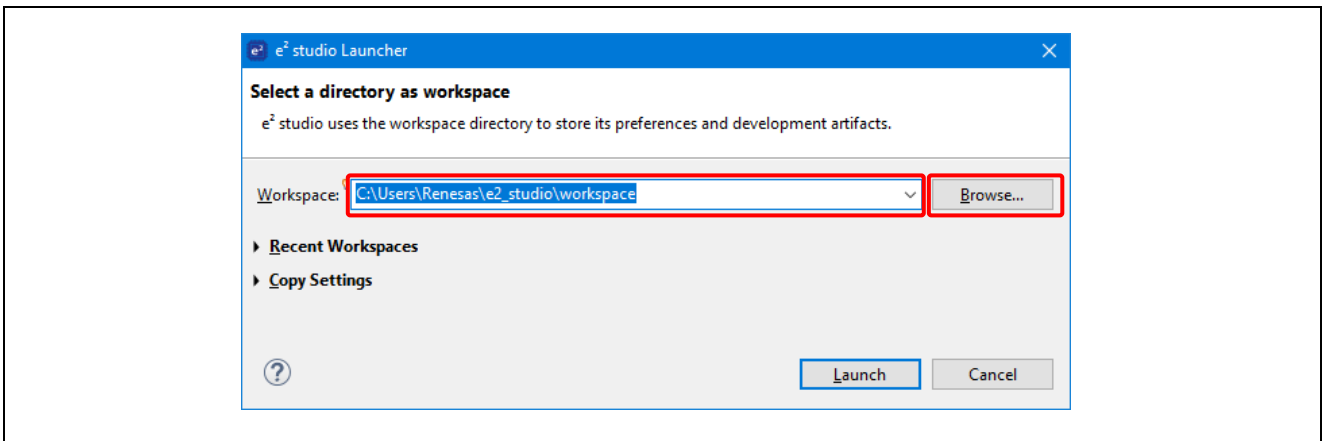 e² e² studio Launcher
Select a directory as workspace
e² studio uses the workspace directory to store its preferences and development artifacts.
Workspace: C:\Users\Renesas\e2_studio\workspace Browse...
Recent Workspaces
Copy Settings
? Launch Cancel